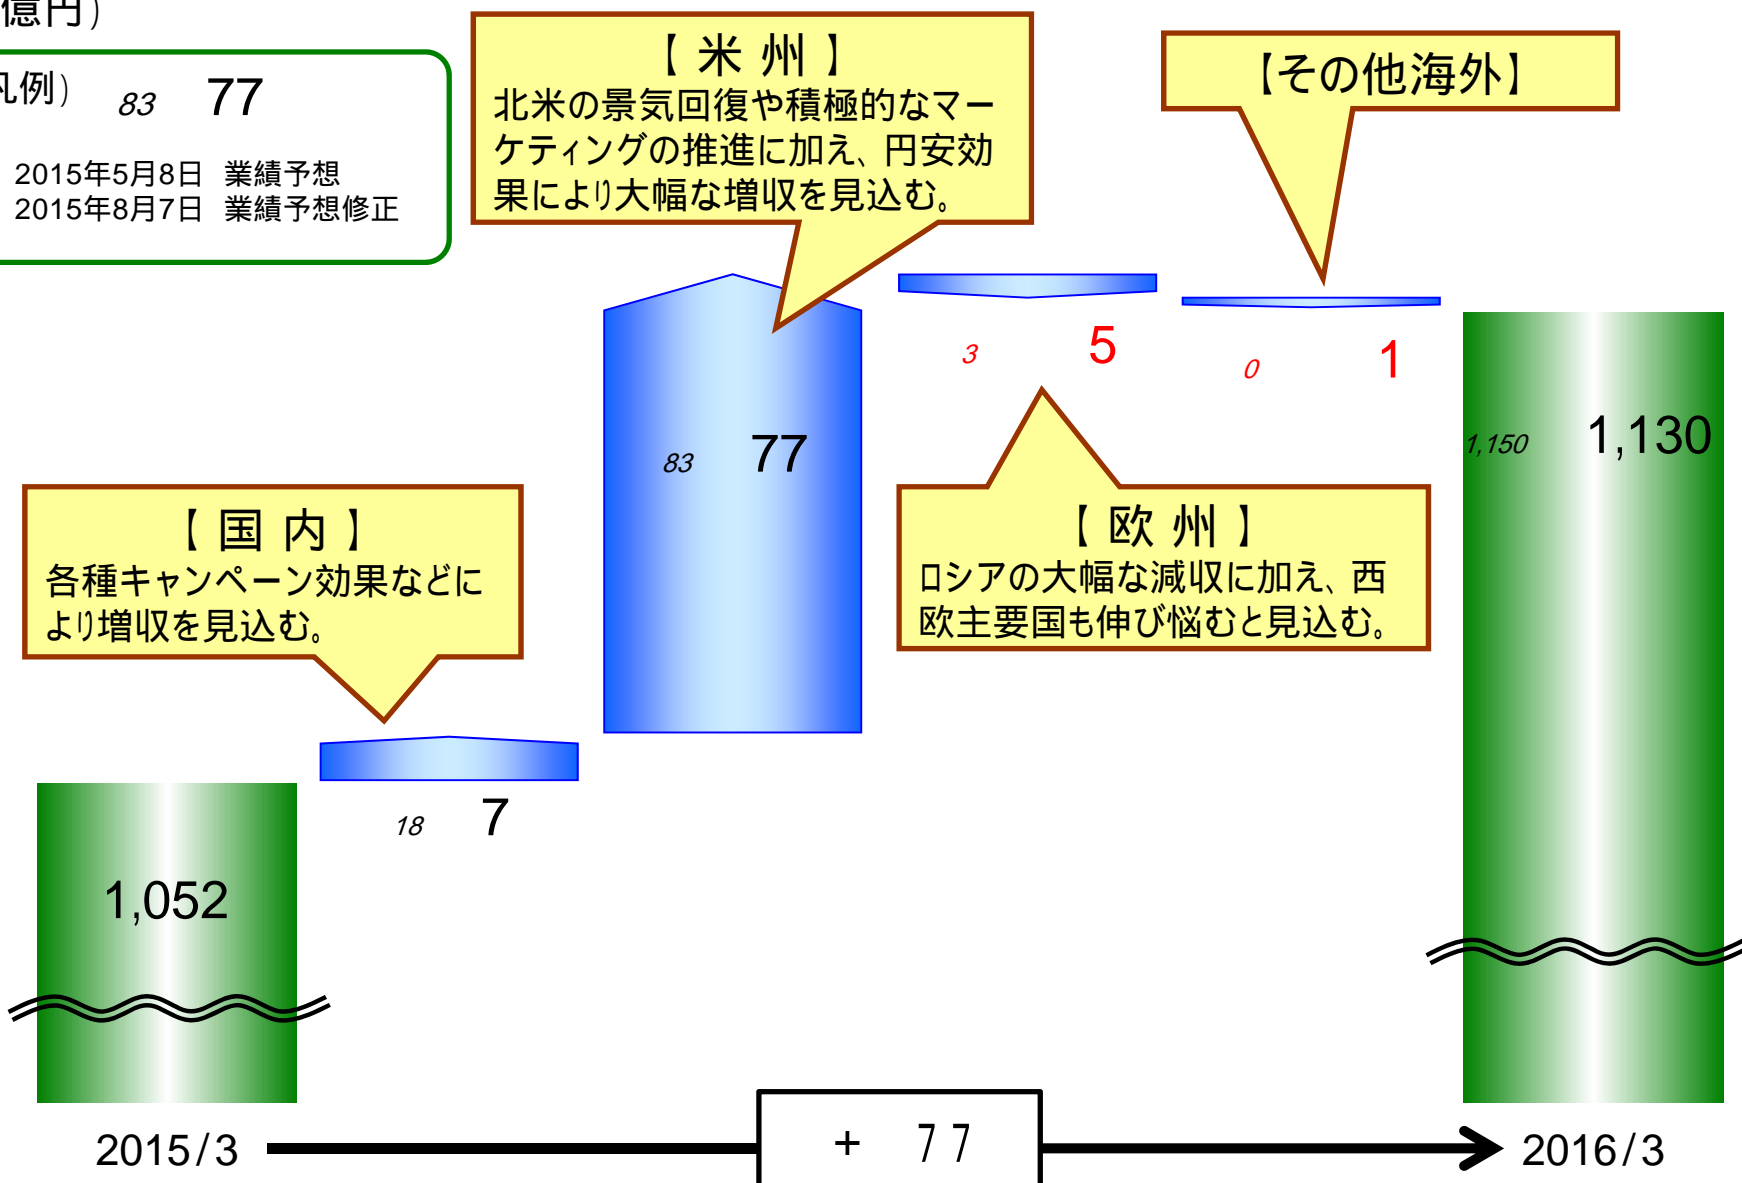 億円)
凡例) 83 77
2015年5月8日 業績予想
2015年8月7日 業績予想修正
【 米 州 】
北米の景気回復や積極的なマー
ケティングの推進に加え、円安効
果により大幅な増収を見込む。
【その他海外】
3 5
0 1
83 77
1,150 1,130
【 国 内 】
各種キャンペーン効果などに
より増収を見込む。
【 欧 州 】
ロシアの大幅な減収に加え、西
欧主要国も伸び悩むと見込む。
18 7
1,052
2015/3
+ 77
2016/3